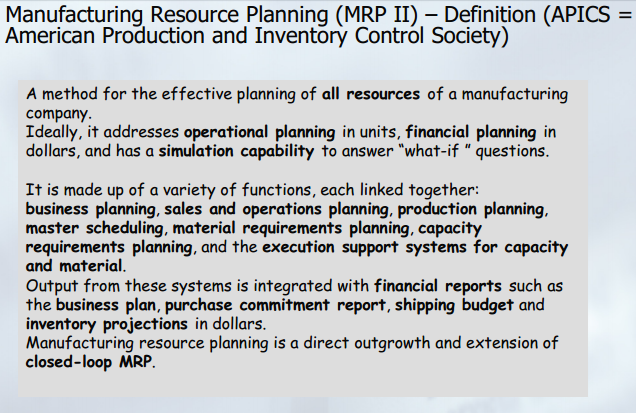 Manufacturing Resource Planning (MRP II) – Definition (APICS =
American Production and Inventory Control Society)
A method for the effective planning of all resources of a manufacturing
company.
Ideally, it addresses operational planning in units, financial planning in
dollars, and has a simulation capability to answer “what-if ” questions.
It is made up of a variety of functions, each linked together:
business planning, sales and operations planning, production planning,
master scheduling, material requirements planning, capacity
requirements planning, and the execution support systems for capacity
and material.
Output from these systems is integrated with financial reports such as
the business plan, purchase commitment report, shipping budget and
inventory projections in dollars.
Manufacturing resource planning is a direct outgrowth and extension of
closed-loop MRP.